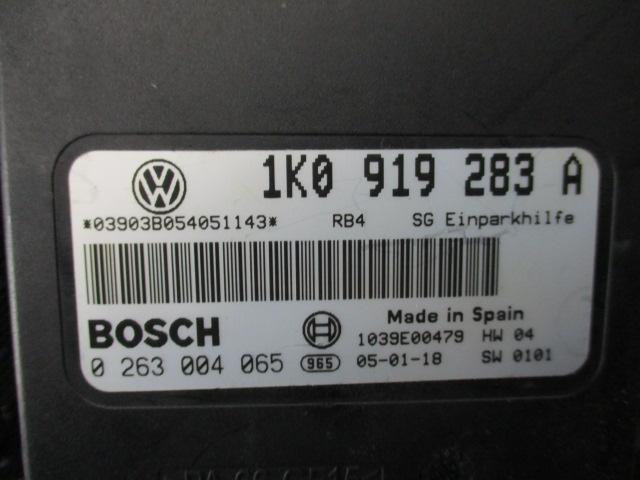 1K0 919 283 A
*03903B054051143* RB4 SG Einparkhilfe
BOSCH
Made in Spain
1039E00479 HW 04
0 263 004 065 965 05-01-18 SW 0101